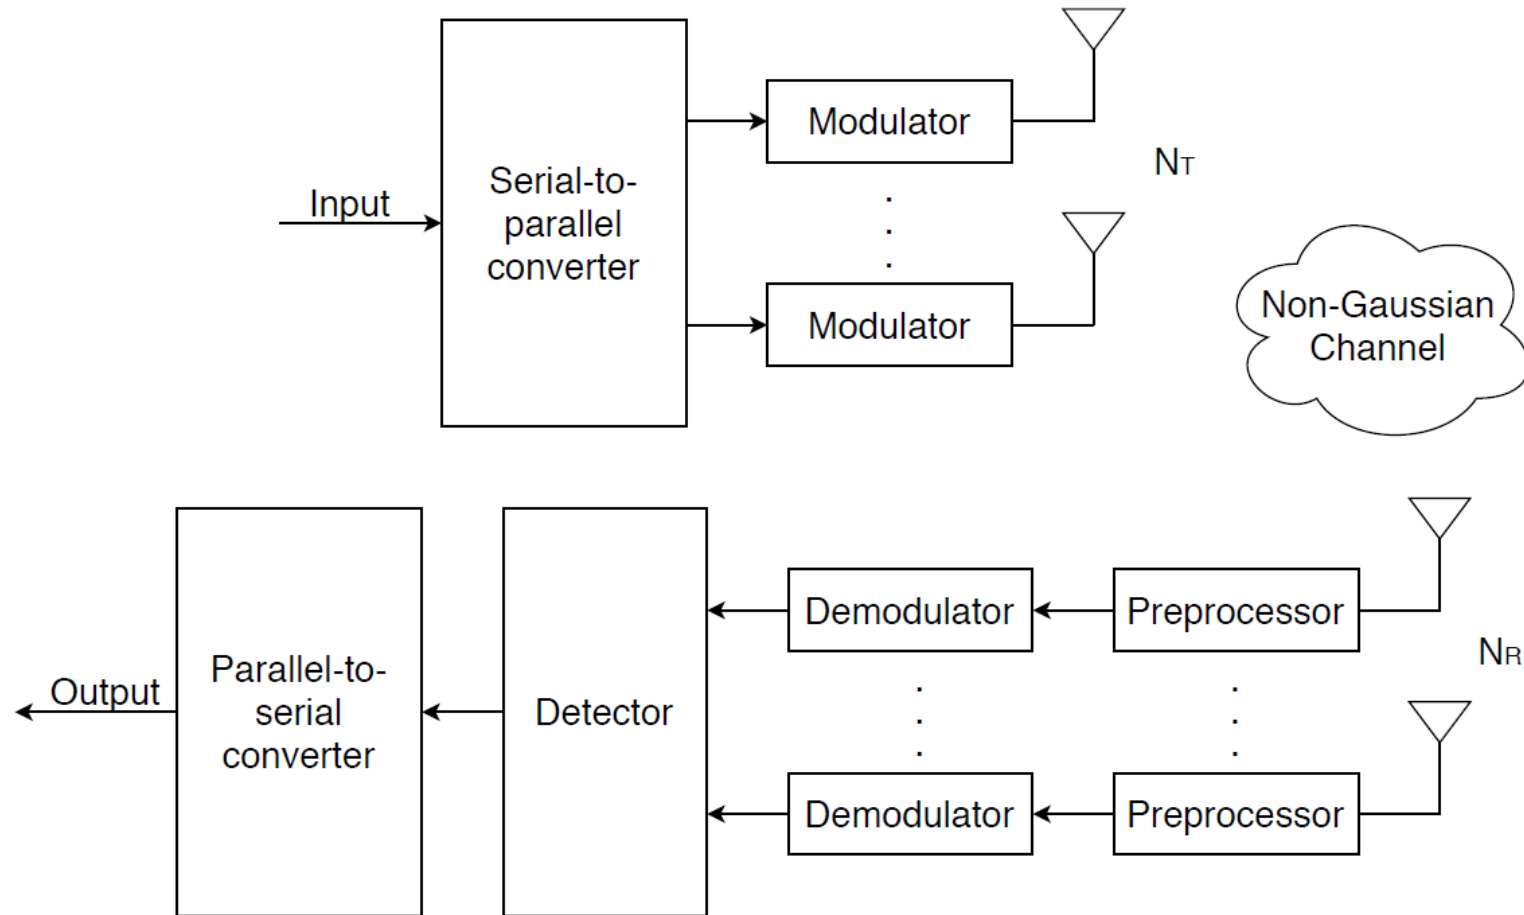 Modulator
NT
Input
Serial-to-
parallel
converter
Modulator
Non-Gaussian
Channel
Output
Parallel-to-
serial
converter
Detector
Demodulator
Preprocessor
NR
Demodulator
Preprocessor